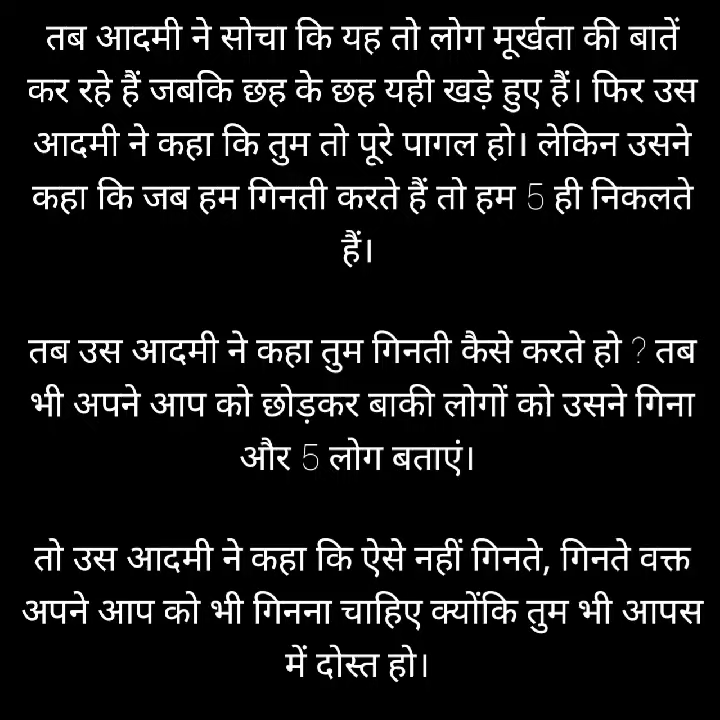 तब आदमी ने सोचा कि यह तो लोग मूर्खता की बातें
कर रहे हैं जबकि छह के छह यही खड़े हुए हैं। फिर उस
आदमी ने कहा कि तुम तो पूरे पागल हो। लेकिन उसने
कहा कि जब हम गिनती करते हैं तो हम 5 ही निकलते
हैं।
तब उस आदमी ने कहा तुम गिनती कैसे करते हो ? तब
भी अपने आप को छोड़कर बाकी लोगों को उसने गिना
और 5 लोग बताएं।
तो उस आदमी ने कहा कि ऐसे नहीं गिनते, गिनते वक्त
अपने आप को भी गिनना चाहिए क्योंकि तुम भी आपस
में दोस्त हो।